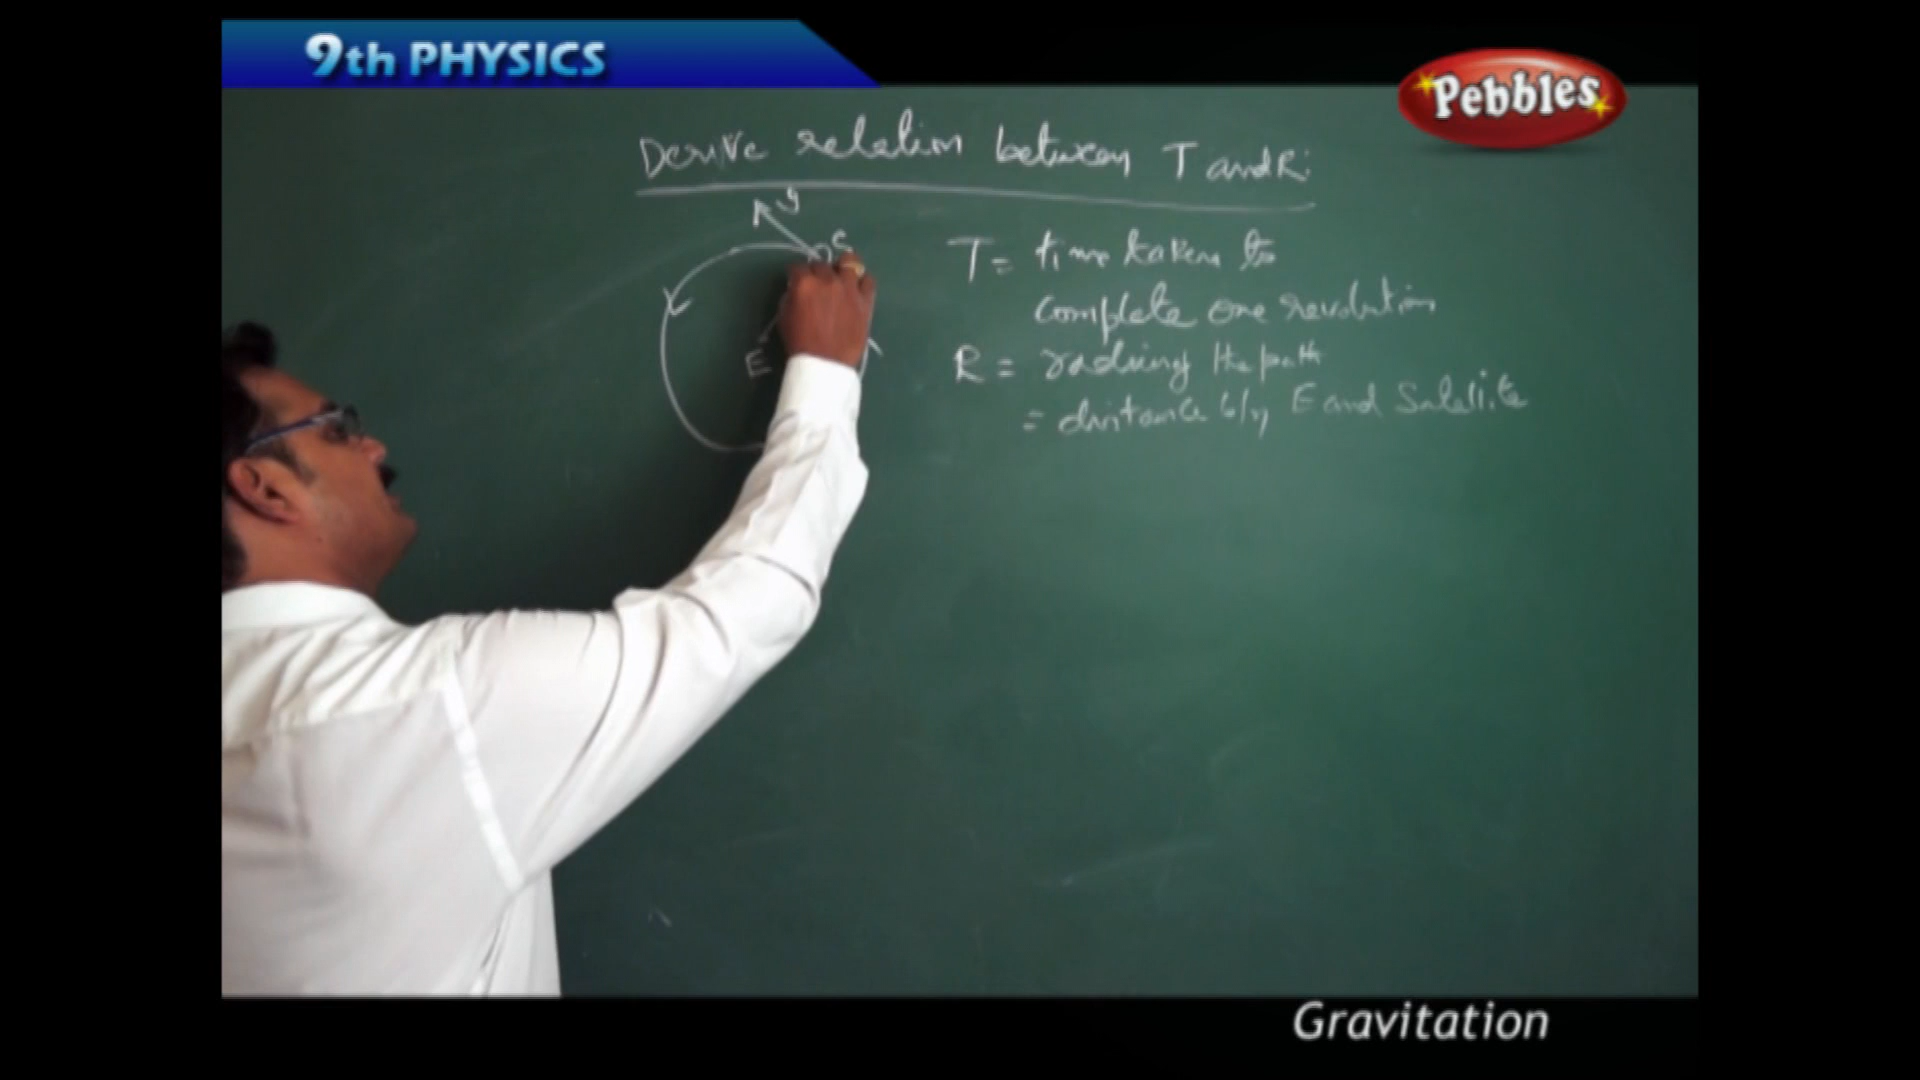 9th PHYSICS
Pebbles
Derive relation between T and R:
T = time taken to
complete one revolution
R = radius of the path
= distance b/w E and Satellite
S
E
Gravitation